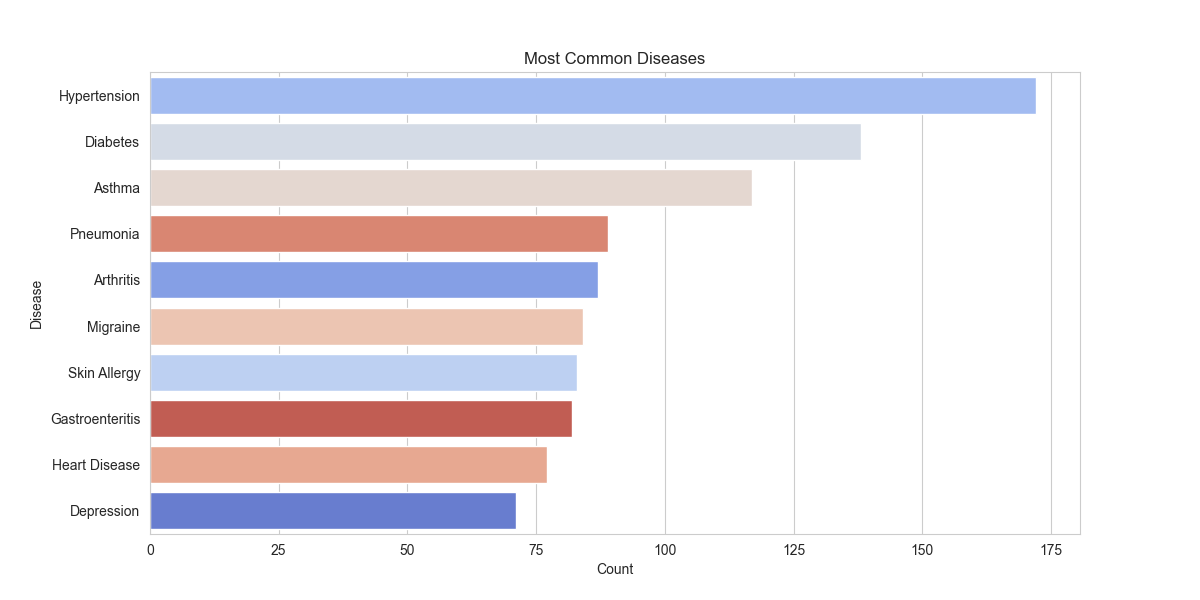 Most Common Diseases
Hypertension
Diabetes
Asthma
Pneumonia
Arthritis
Migraine
Skin Allergy
Gastroenteritis
Heart Disease
Depression
Disease
0 25 50 75 100 125 150 175
Count